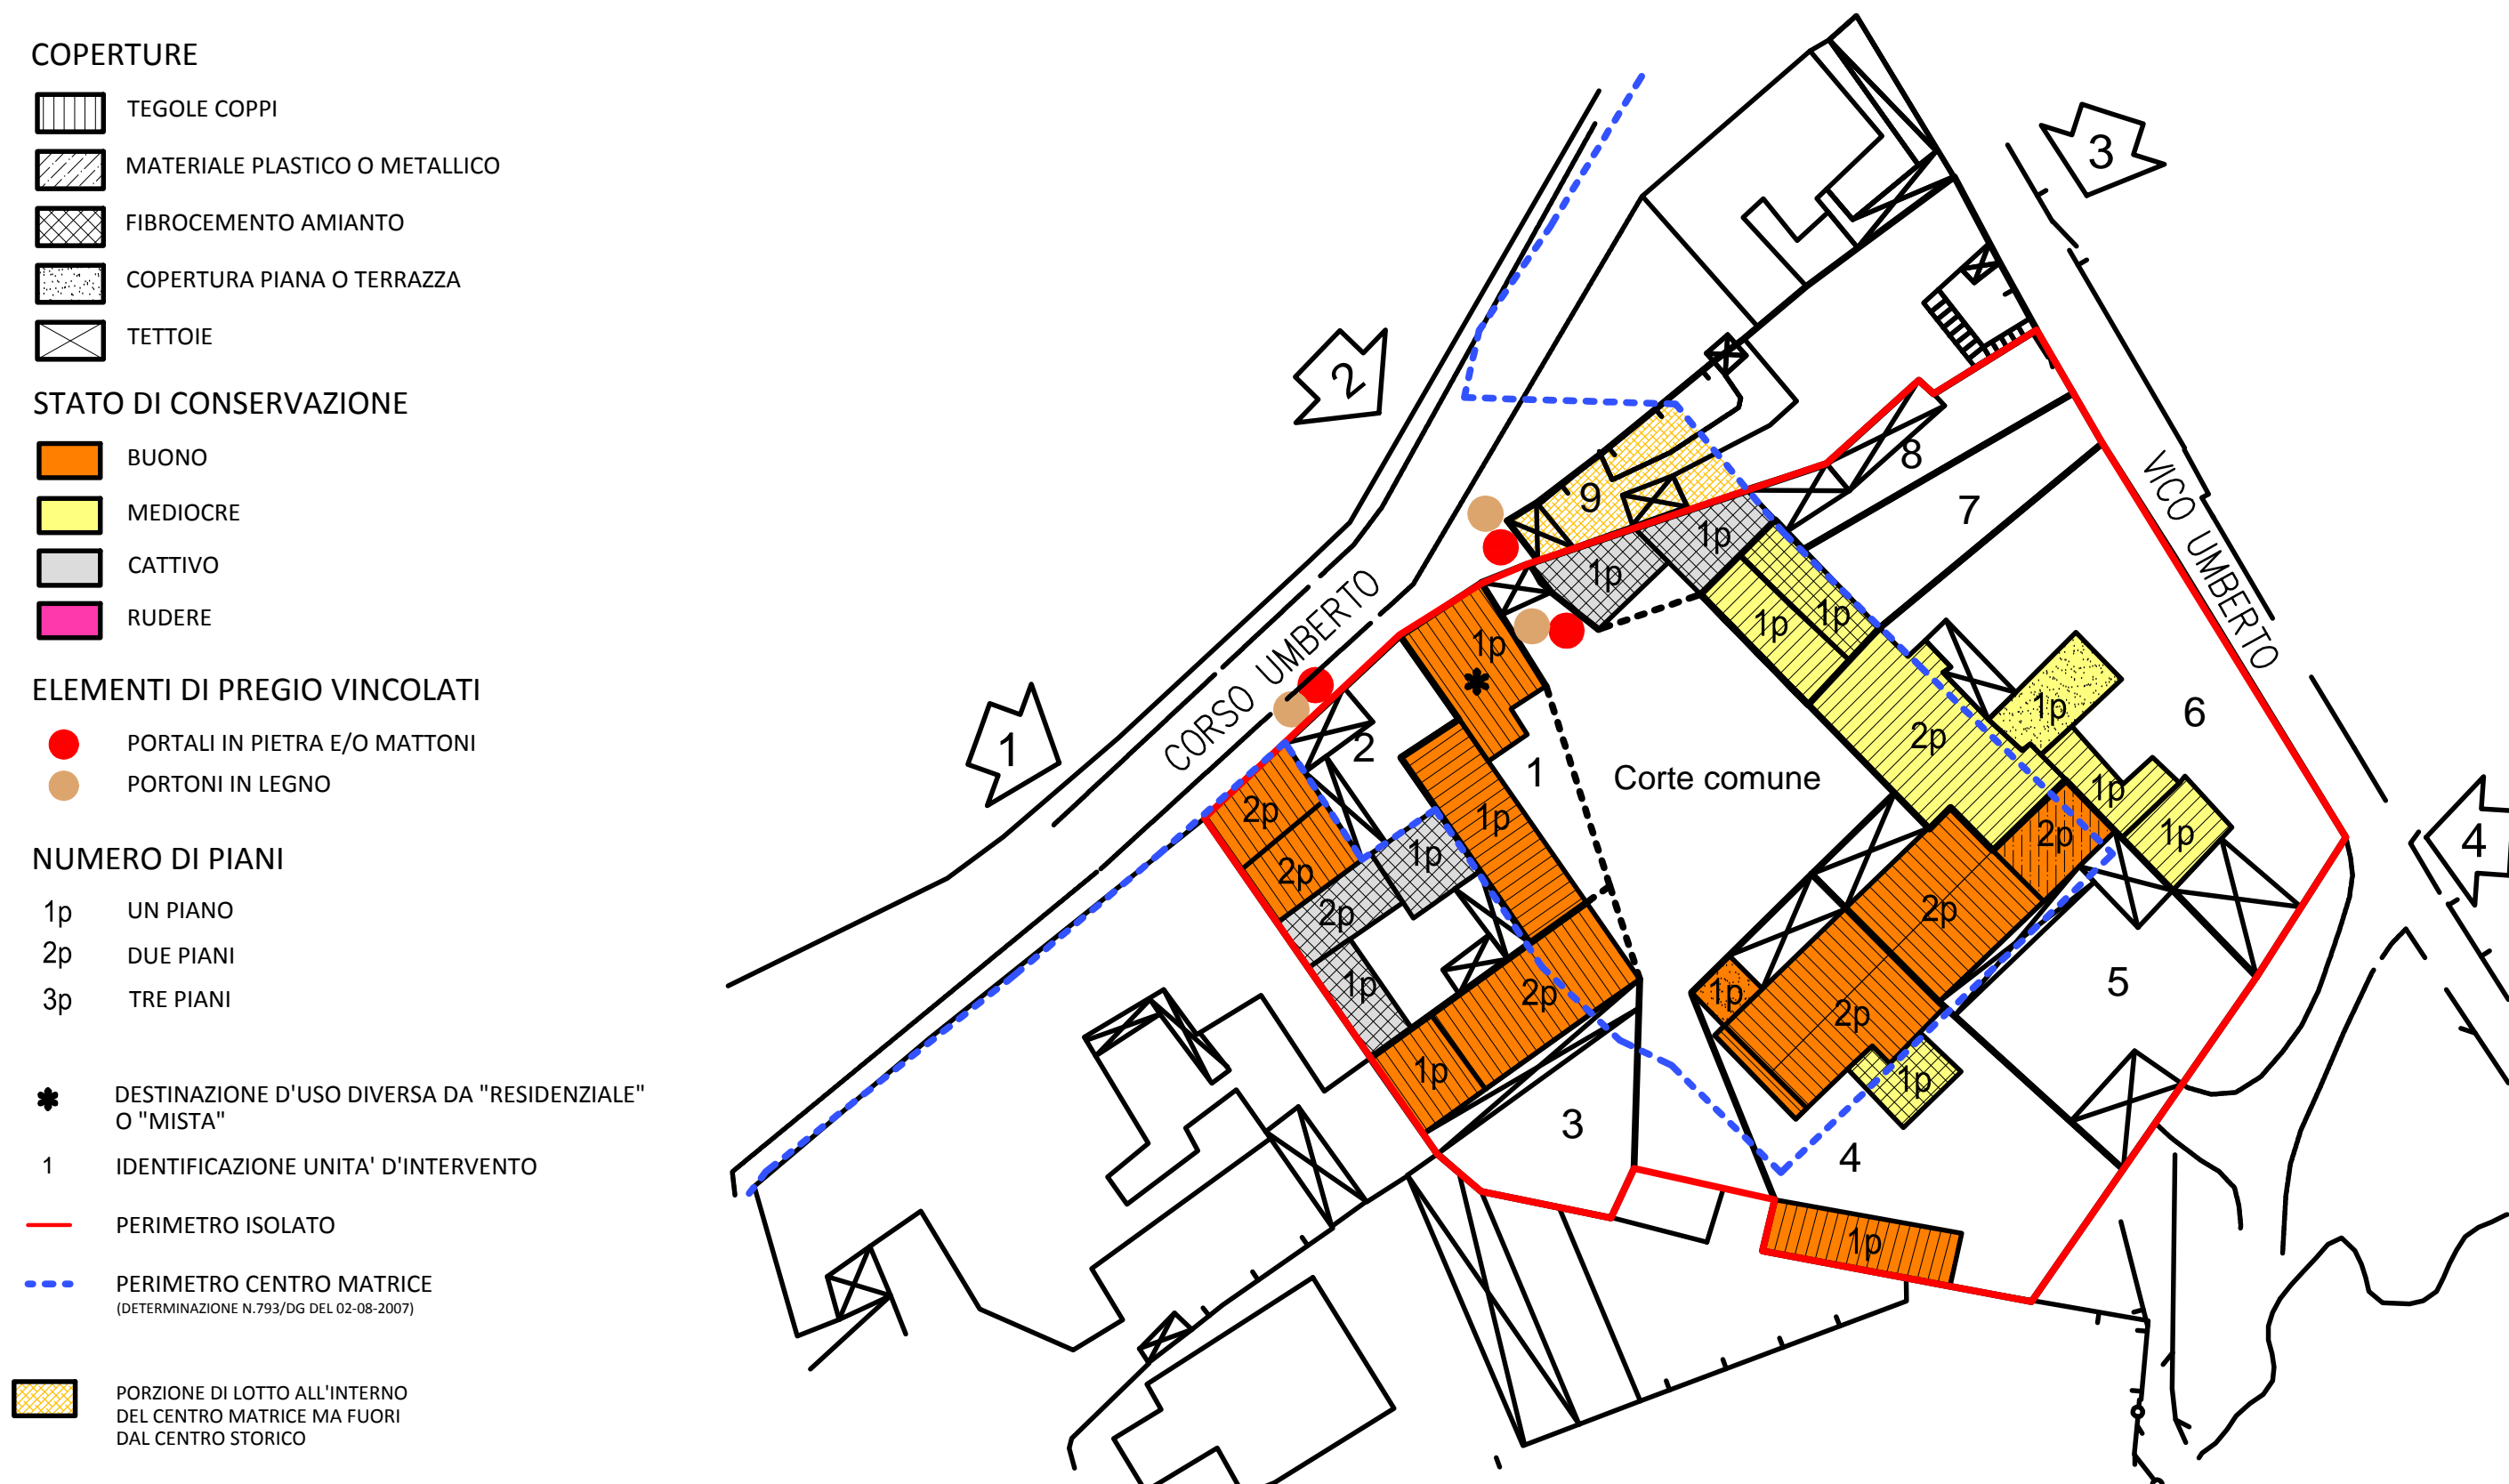 COPERTURE
TEGOLE COPPI
MATERIALE PLASTICO O METALLICO
FIBROCEMENTO AMIANTO
COPERTURA PIANA O TERRAZZA
TETTOIE
STATO DI CONSERVAZIONE
BUONO
MEDIOCRE
CATTIVO
RUDERE
ELEMENTI DI PREGIO VINCOLATI
PORTALI IN PIETRA E/O MATTONI
PORTONI IN LEGNO
NUMERO DI PIANI
1p UN PIANO
2p DUE PIANI
3p TRE PIANI
DESTINAZIONE D'USO DIVERSA DA "RESIDENZIALE"
O "MISTA"
1 IDENTIFICAZIONE UNITA' D'INTERVENTO
PERIMETRO ISOLATO
PERIMETRO CENTRO MATRICE
(DETERMINAZIONE N.793/DG DEL 02-08-2007)
PORZIONE DI LOTTO ALL'INTERNO
DEL CENTRO MATRICE MA FUORI
DAL CENTRO STORICO
3
2
8
9
7
1p
1p
CORSO UMBERTO
VICO UMBERTO
1p
1p
1p
1p
6
2p
1
2
1
Corte comune
1p
2p
1p
2p
4
1p
1p
2p
2p
2p
2p
1p
1p
2p
1p
2p
5
1p
1p
3
4
1p